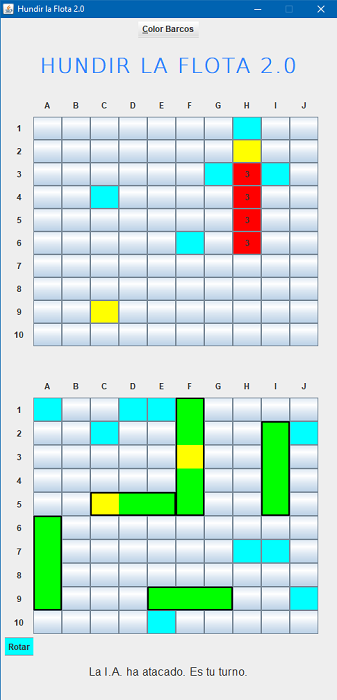 Hundir la Flota 2.0
Color Barcos
HUNDIR LA FLOTA 2.0
A B C D E F G H I J
1
2
3 3
4 3
5 3
6 3
7
8
9
10
A B C D E F G H I J
1
2
3
4
5
6
7
8
9
10
Rotar
La I.A. ha atacado. Es tu turno.